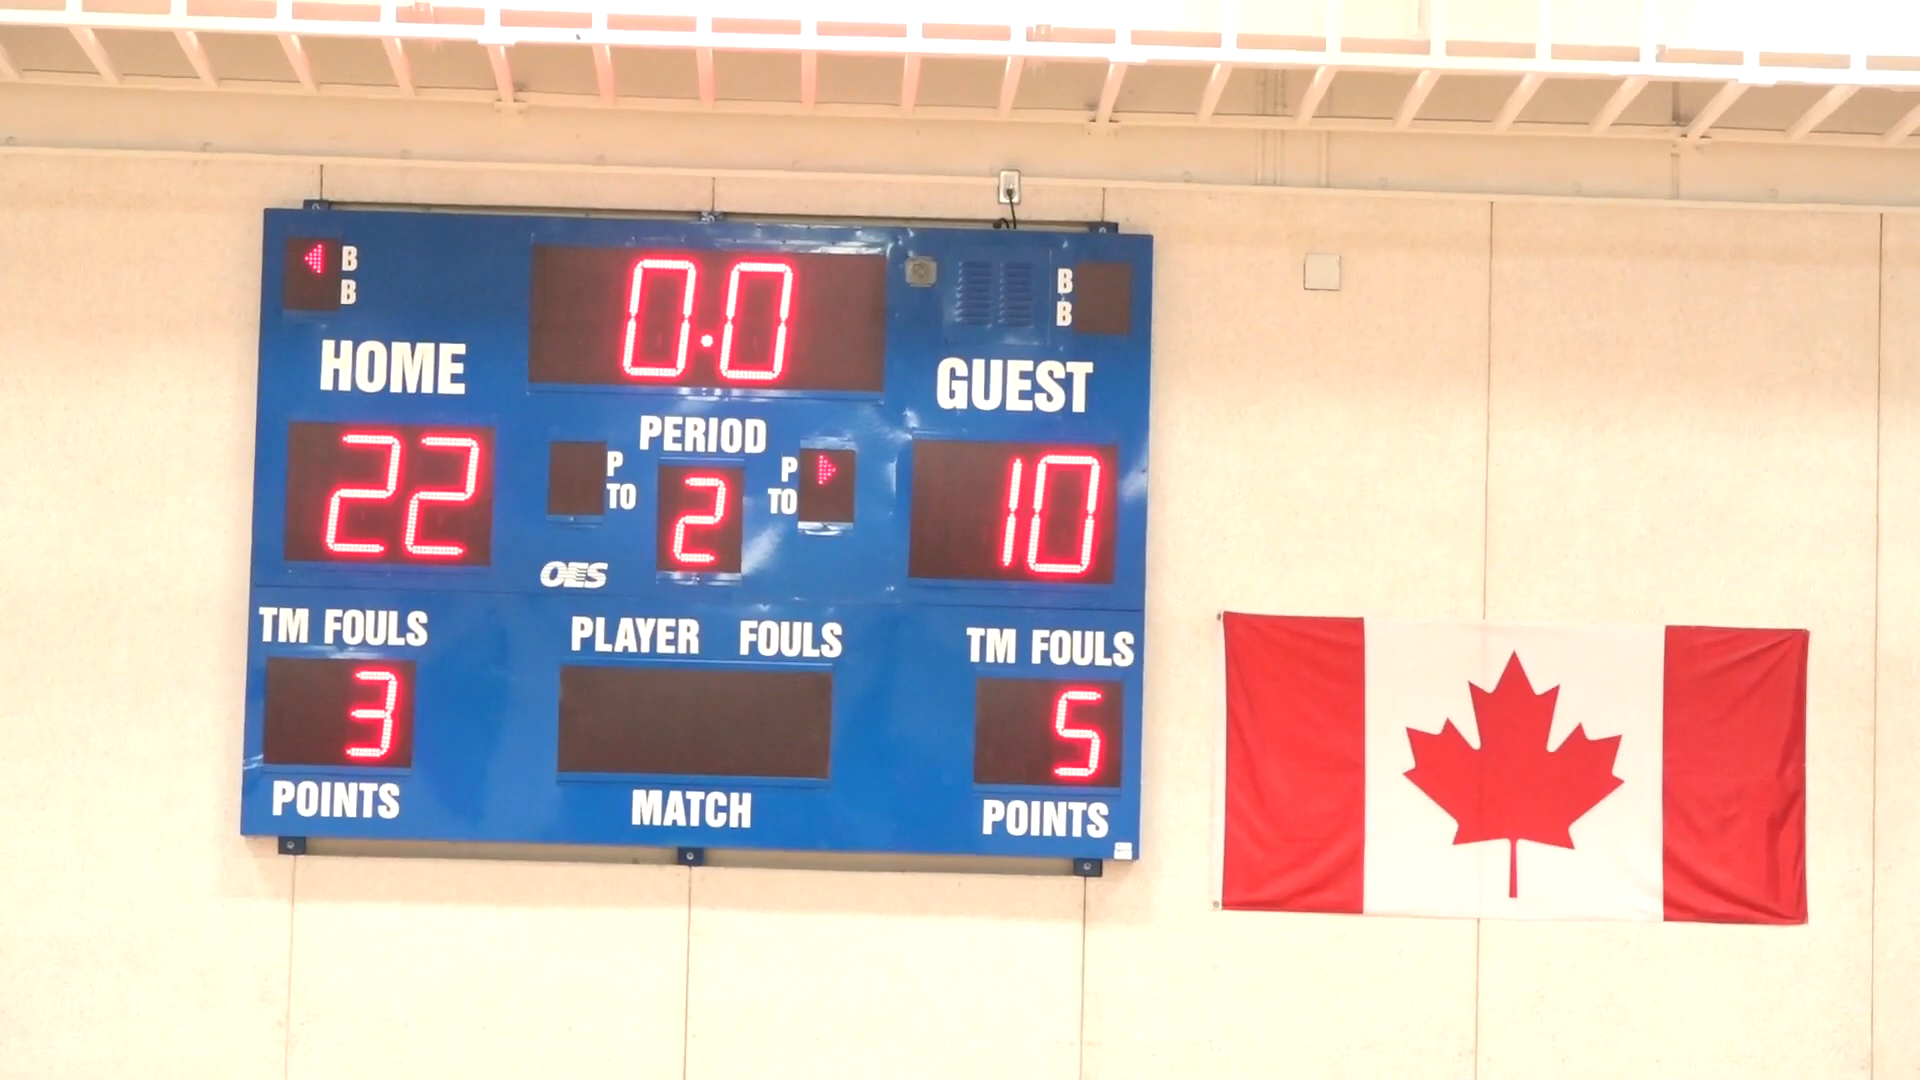 B
B
0.0
B
B
HOME
GUEST
PERIOD
22
P
TO
2
P
TO
10
OES
TM FOULS
PLAYER FOULS
TM FOULS
3
5
POINTS
MATCH
POINTS